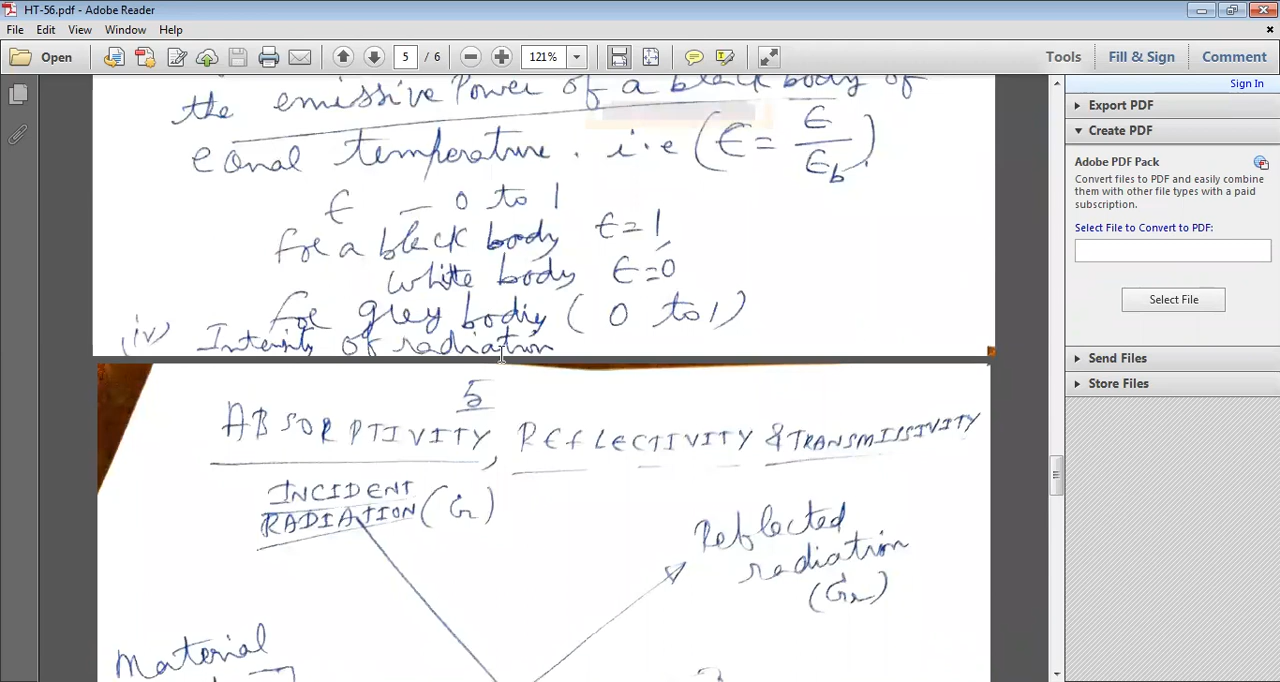 HT-56.pdf - Adobe Reader
File Edit View Window Help
Open 5 / 6 121% Tools Fill & Sign Comment
Sign In
Export PDF
Create PDF
Adobe PDF Pack
Convert files to PDF and easily combine
them with other file types with a paid
subscription.
Select File to Convert to PDF:
Select File
Send Files
Store Files
the emissive Power of a black body of
equal temperature. i.e (ϵ = E/E_b)
ϵ — 0 to 1
for a black body ϵ = 1
white body ϵ = 0
for grey bodies (0 to 1)
(iv) Intensity of radiation
5
ABSORPTIVITY, REFLECTIVITY & TRANSMISSIVITY
INCIDENT
RADIATION (G)
Reflected
radiation
(Gr)
Material